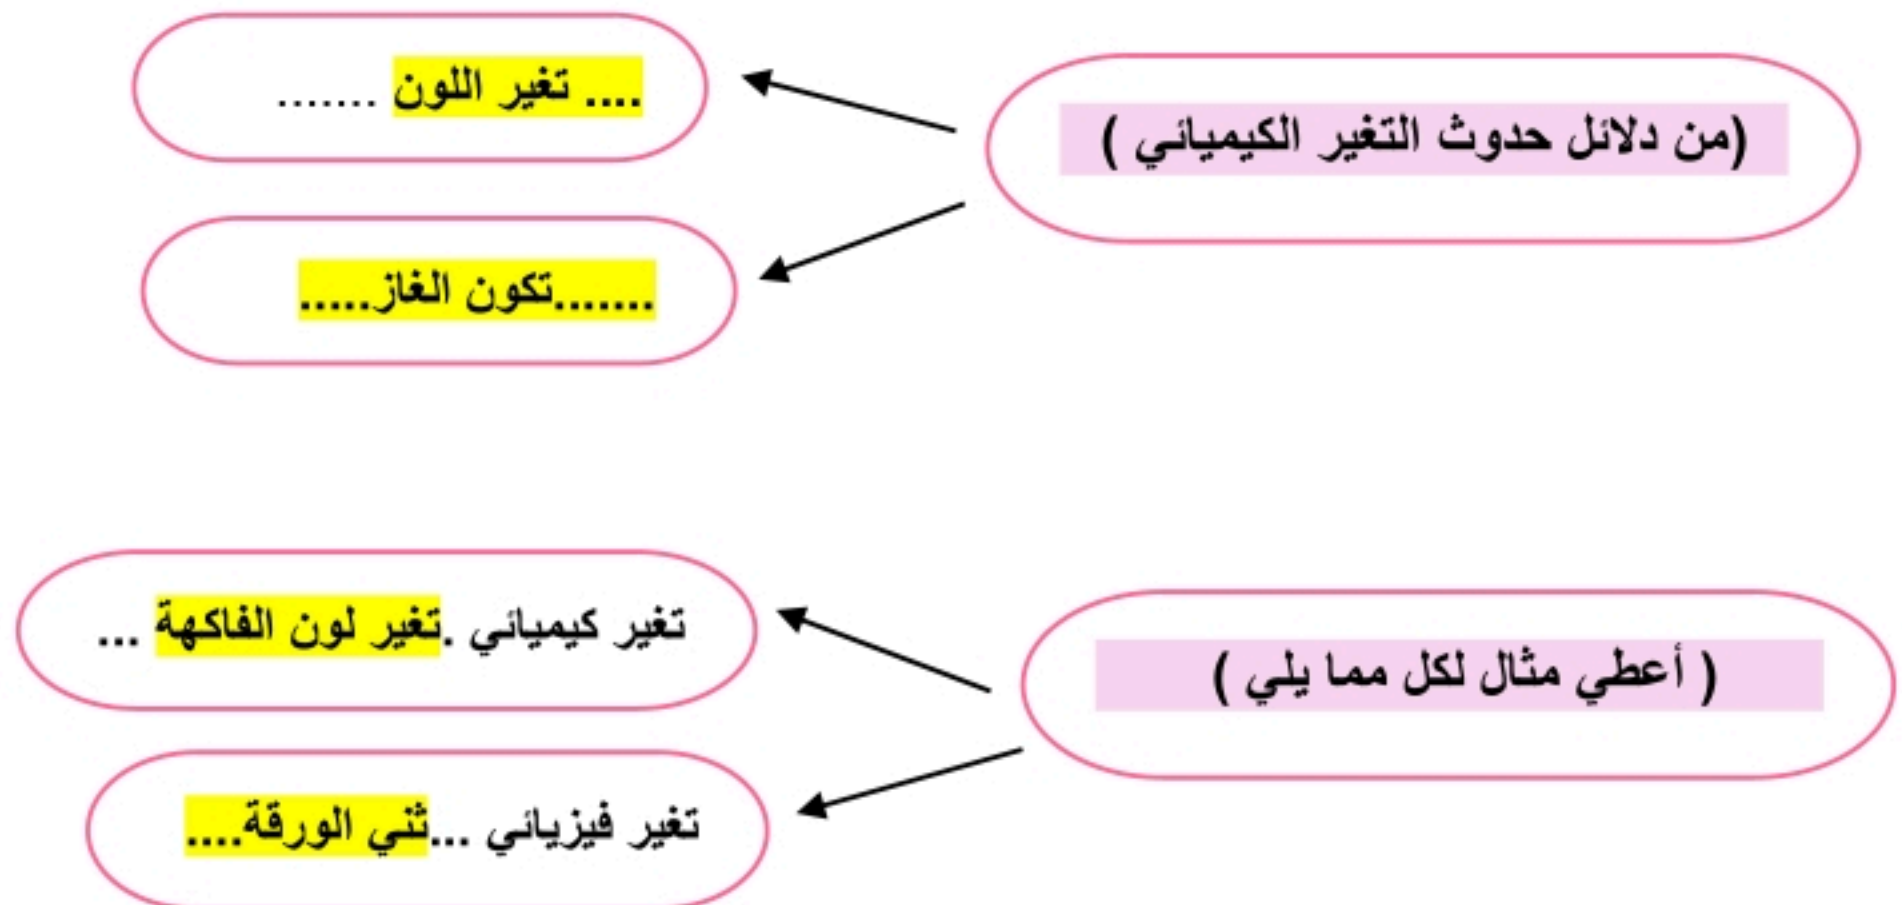 (من دلائل حدوث التغير الكيميائي )
.... تغير اللون .......
.......تكون الغاز.....
( أعطي مثال لكل مما يلي )
تغير كيميائي .تغير لون الفاكهة ...
تغير فيزيائي ...ثني الورقة....